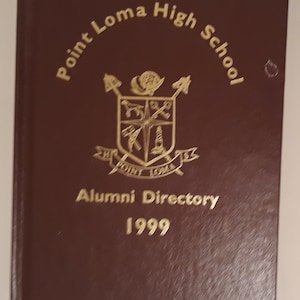 Point Loma High School
H S
POINT LOMA
Alumni Directory
1999